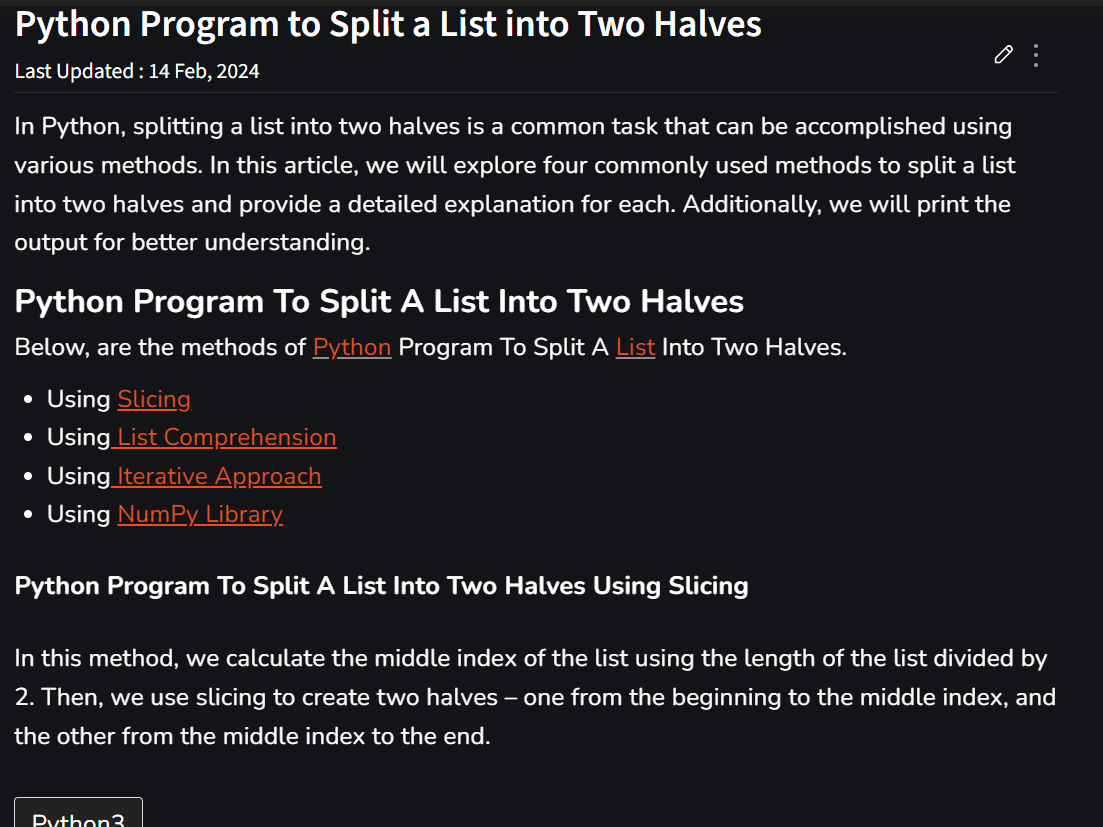 Python Program to Split a List into Two Halves
Last Updated : 14 Feb, 2024
In Python, splitting a list into two halves is a common task that can be accomplished using
various methods. In this article, we will explore four commonly used methods to split a list
into two halves and provide a detailed explanation for each. Additionally, we will print the
output for better understanding.
Python Program To Split A List Into Two Halves
Below, are the methods of Python Program To Split A List Into Two Halves.
• Using Slicing
• Using List Comprehension
• Using Iterative Approach
• Using NumPy Library
Python Program To Split A List Into Two Halves Using Slicing
In this method, we calculate the middle index of the list using the length of the list divided by
2. Then, we use slicing to create two halves – one from the beginning to the middle index, and
the other from the middle index to the end.
Python3